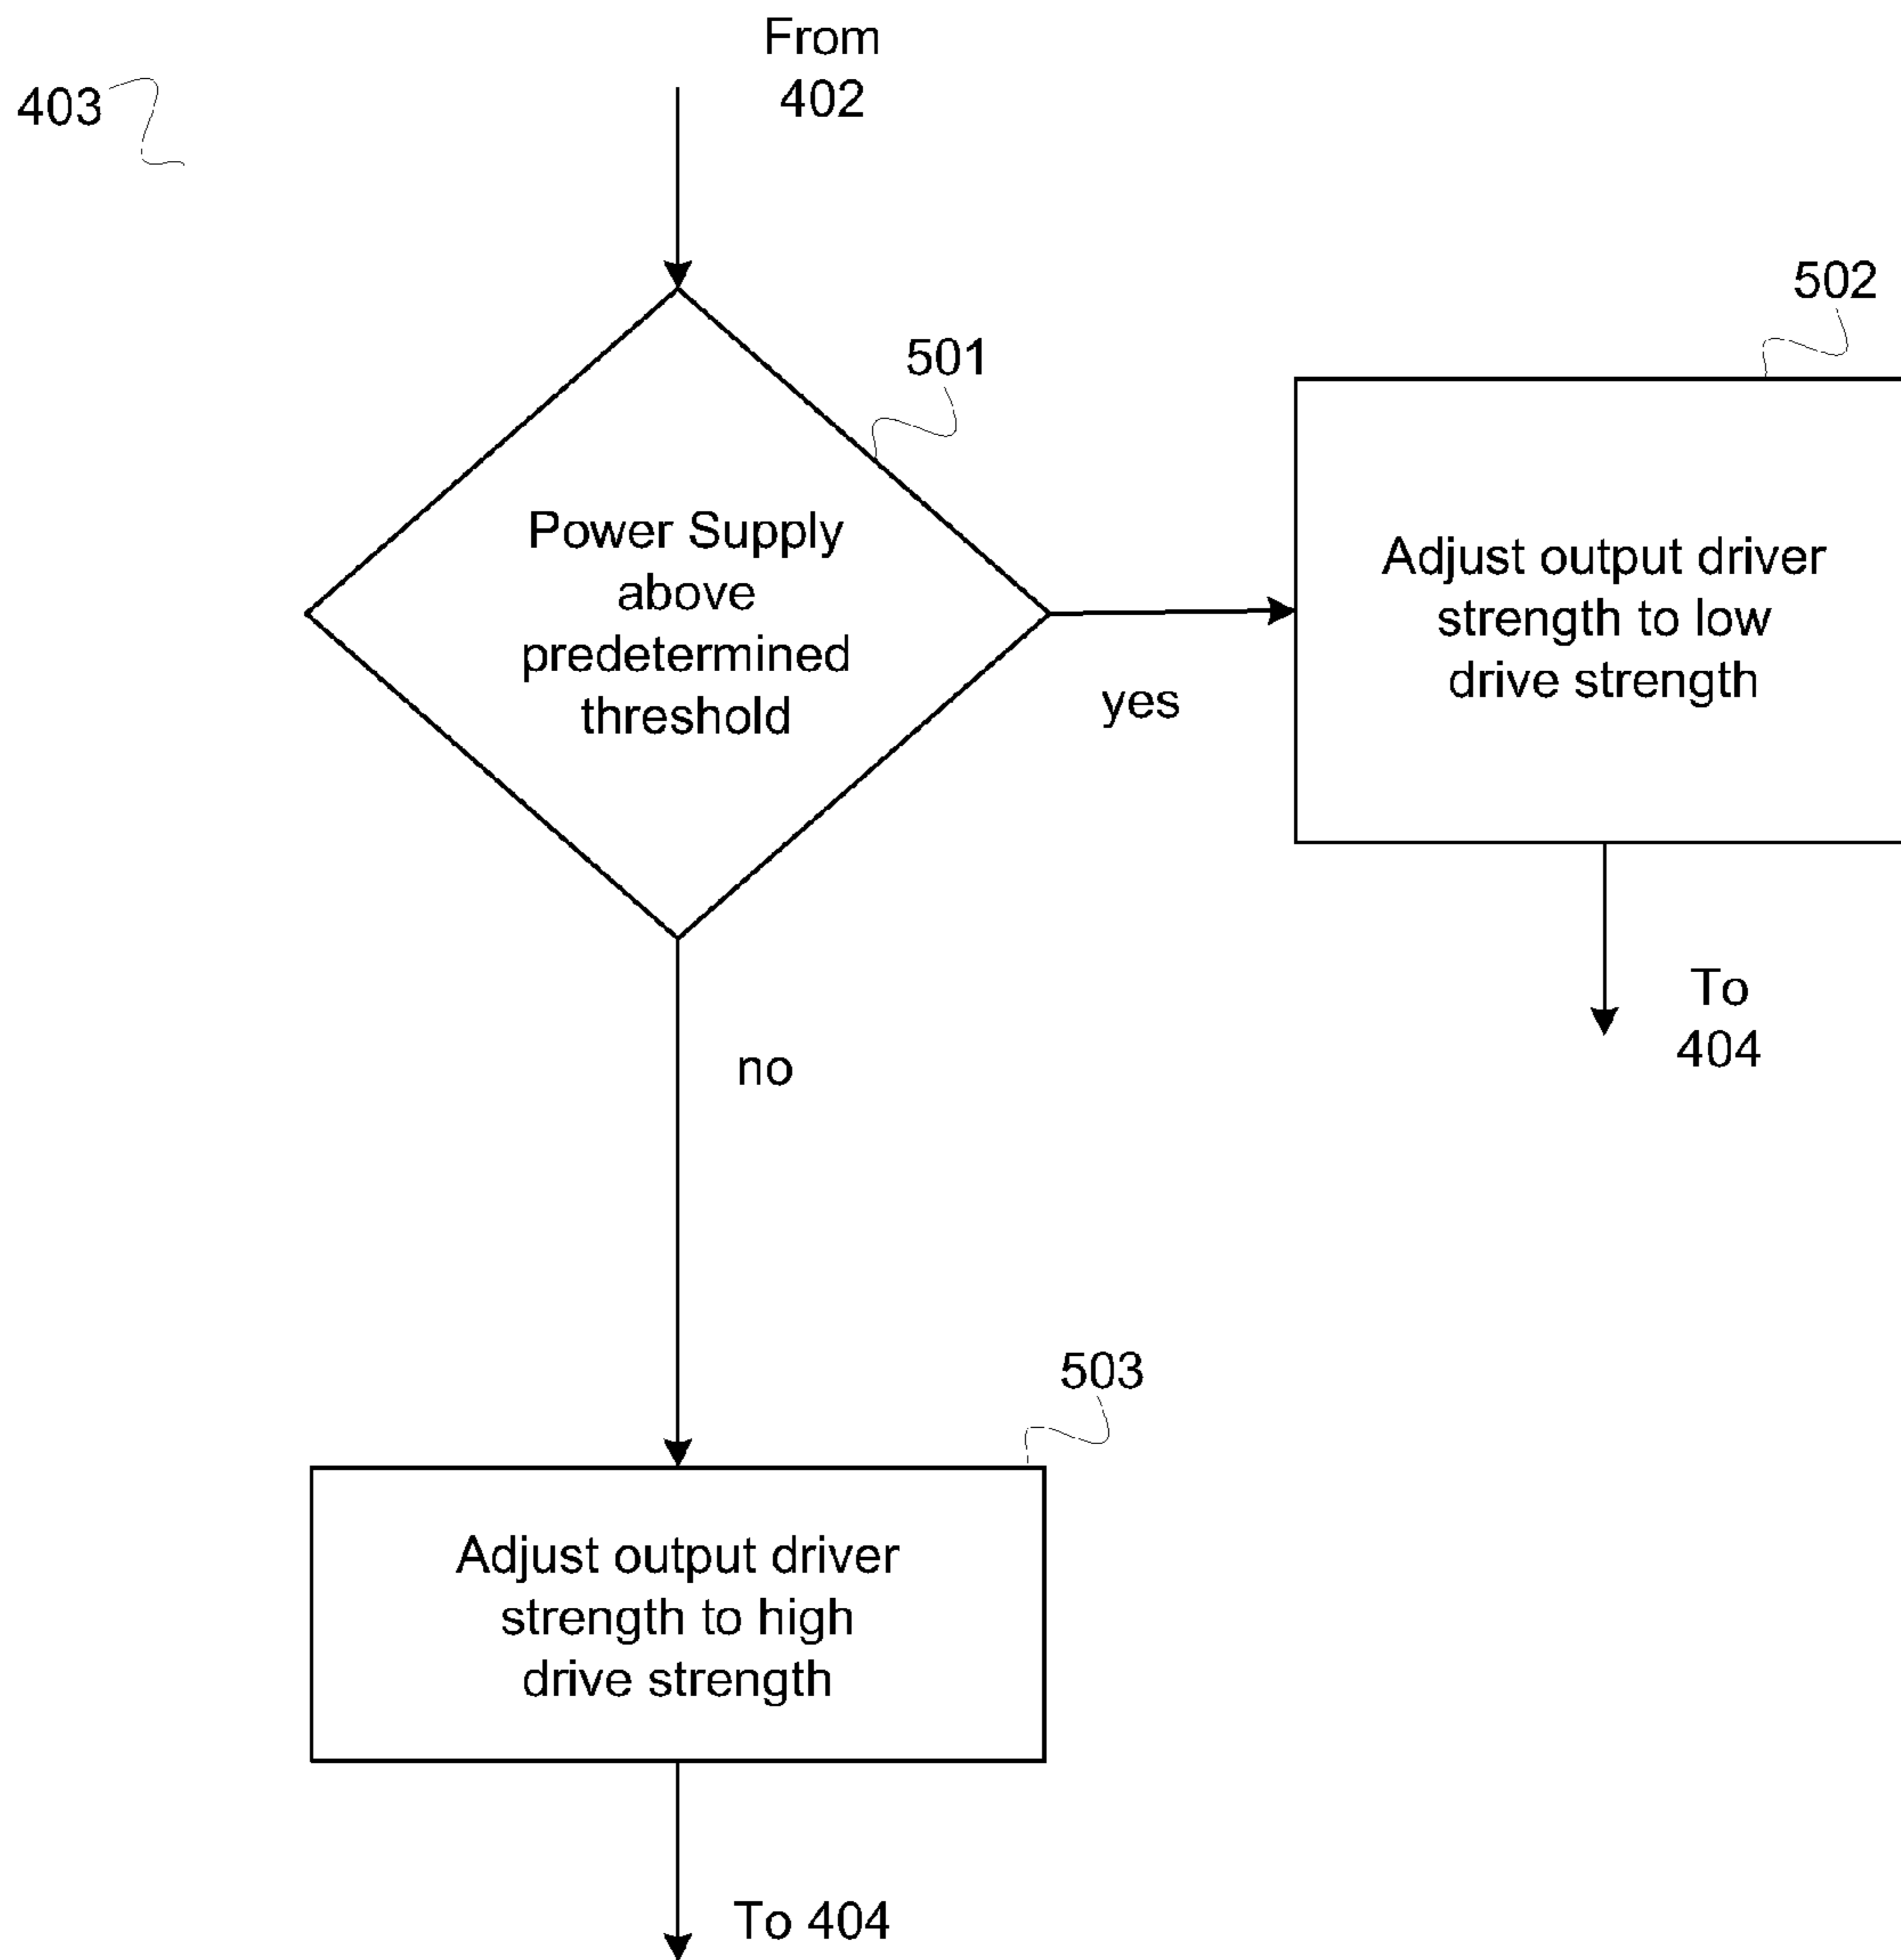 From
402
403
502
501
Power Supply
above
predetermined
threshold
Adjust output driver
strength to low
drive strength
yes
To
404
no
503
Adjust output driver
strength to high
drive strength
To 404